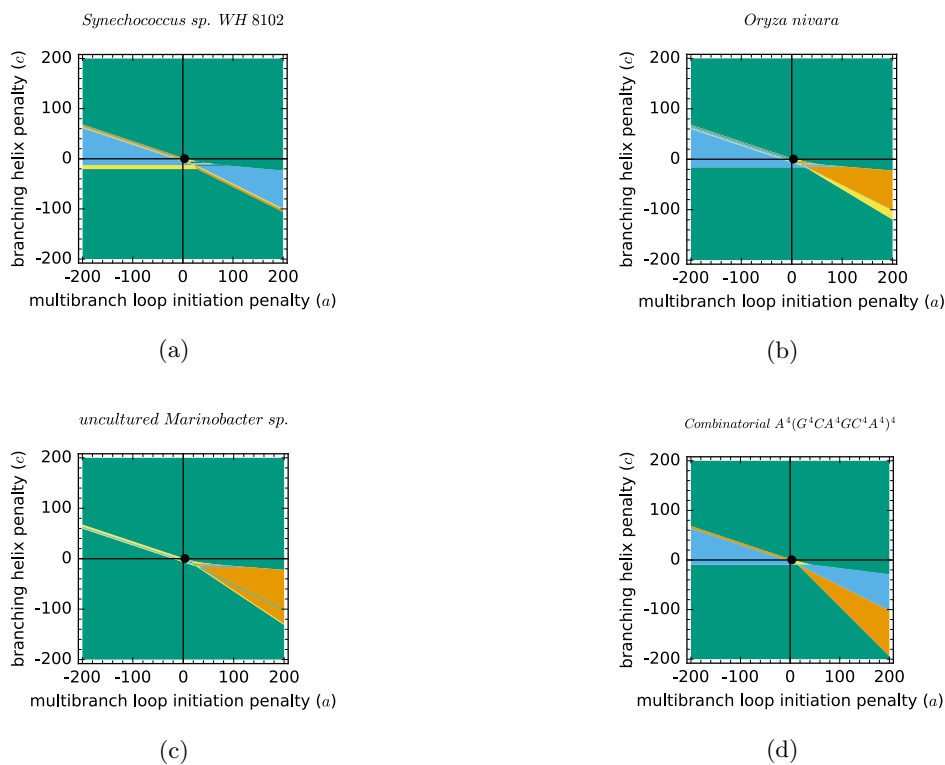 Synechococcus sp. WH 8102
200
100
0
-100
-200
-200 -100 0 100 200
branching helix penalty (c)
multibranch loop initiation penalty (a)
(a)
Oryza nivara
200
100
0
-100
-200
-200 -100 0 100 200
branching helix penalty (c)
multibranch loop initiation penalty (a)
(b)
uncultured Marinobacter sp.
200
100
0
-100
-200
-200 -100 0 100 200
branching helix penalty (c)
multibranch loop initiation penalty (a)
(c)
Combinatorial A⁴(G⁴CA⁴GC⁴A⁴)⁴
200
100
0
-100
-200
-200 -100 0 100 200
branching helix penalty (c)
multibranch loop initiation penalty (a)
(d)